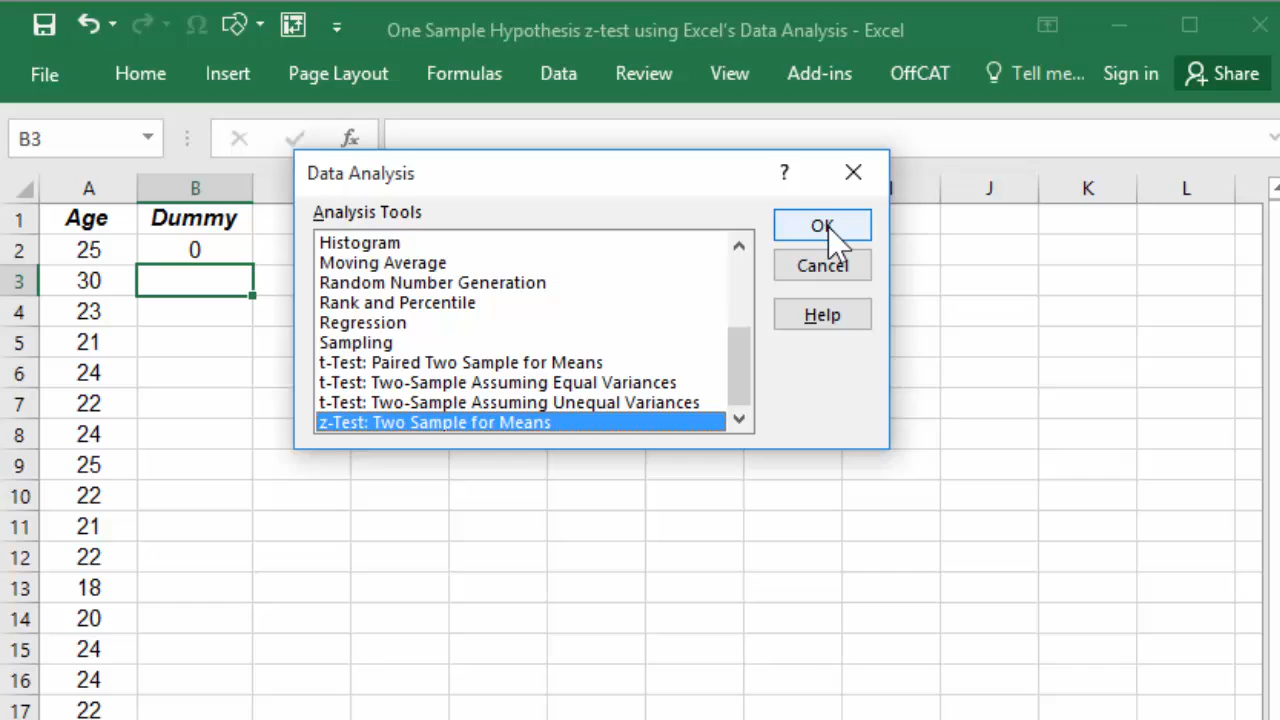 One Sample Hypothesis z-test using Excel's Data Analysis - Excel
File Home Insert Page Layout Formulas Data Review View Add-ins OffCAT Tell me... Sign in Share
B3 fx
Data Analysis ?
Analysis Tools
Histogram
Moving Average
Random Number Generation
Rank and Percentile
Regression
Sampling
t-Test: Paired Two Sample for Means
t-Test: Two-Sample Assuming Equal Variances
t-Test: Two-Sample Assuming Unequal Variances
z-Test: Two Sample for Means
OK
Cancel
Help
A B J K L
1 Age Dummy
2 25 0
3 30
4 23
5 21
6 24
7 22
8 24
9 25
10 22
11 21
12 22
13 18
14 20
15 24
16 24
17 22